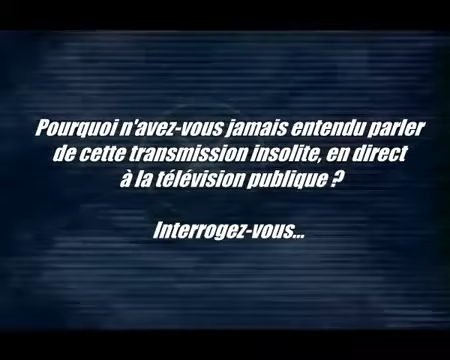 Pourquoi n'avez-vous jamais entendu parler
de cette transmission insolite, en direct
à la télévision publique ?
Interrogez-vous...